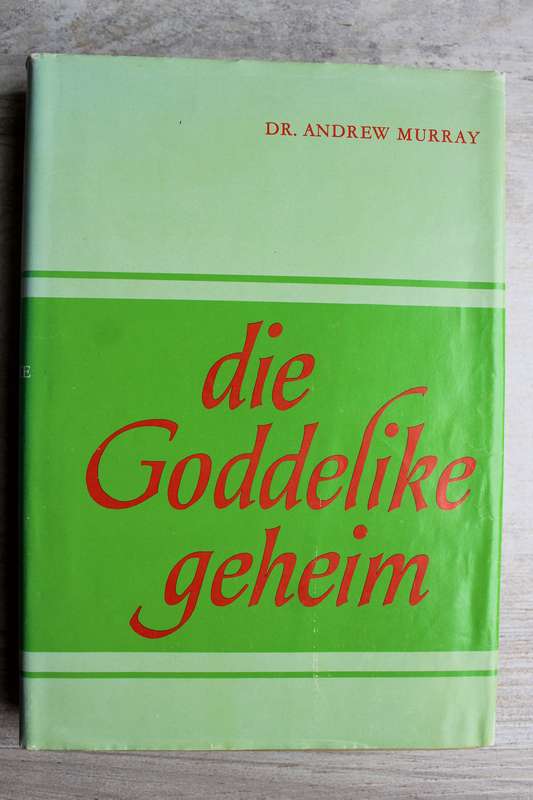 DR. ANDREW MURRAY
die
Goddelike
geheim
E